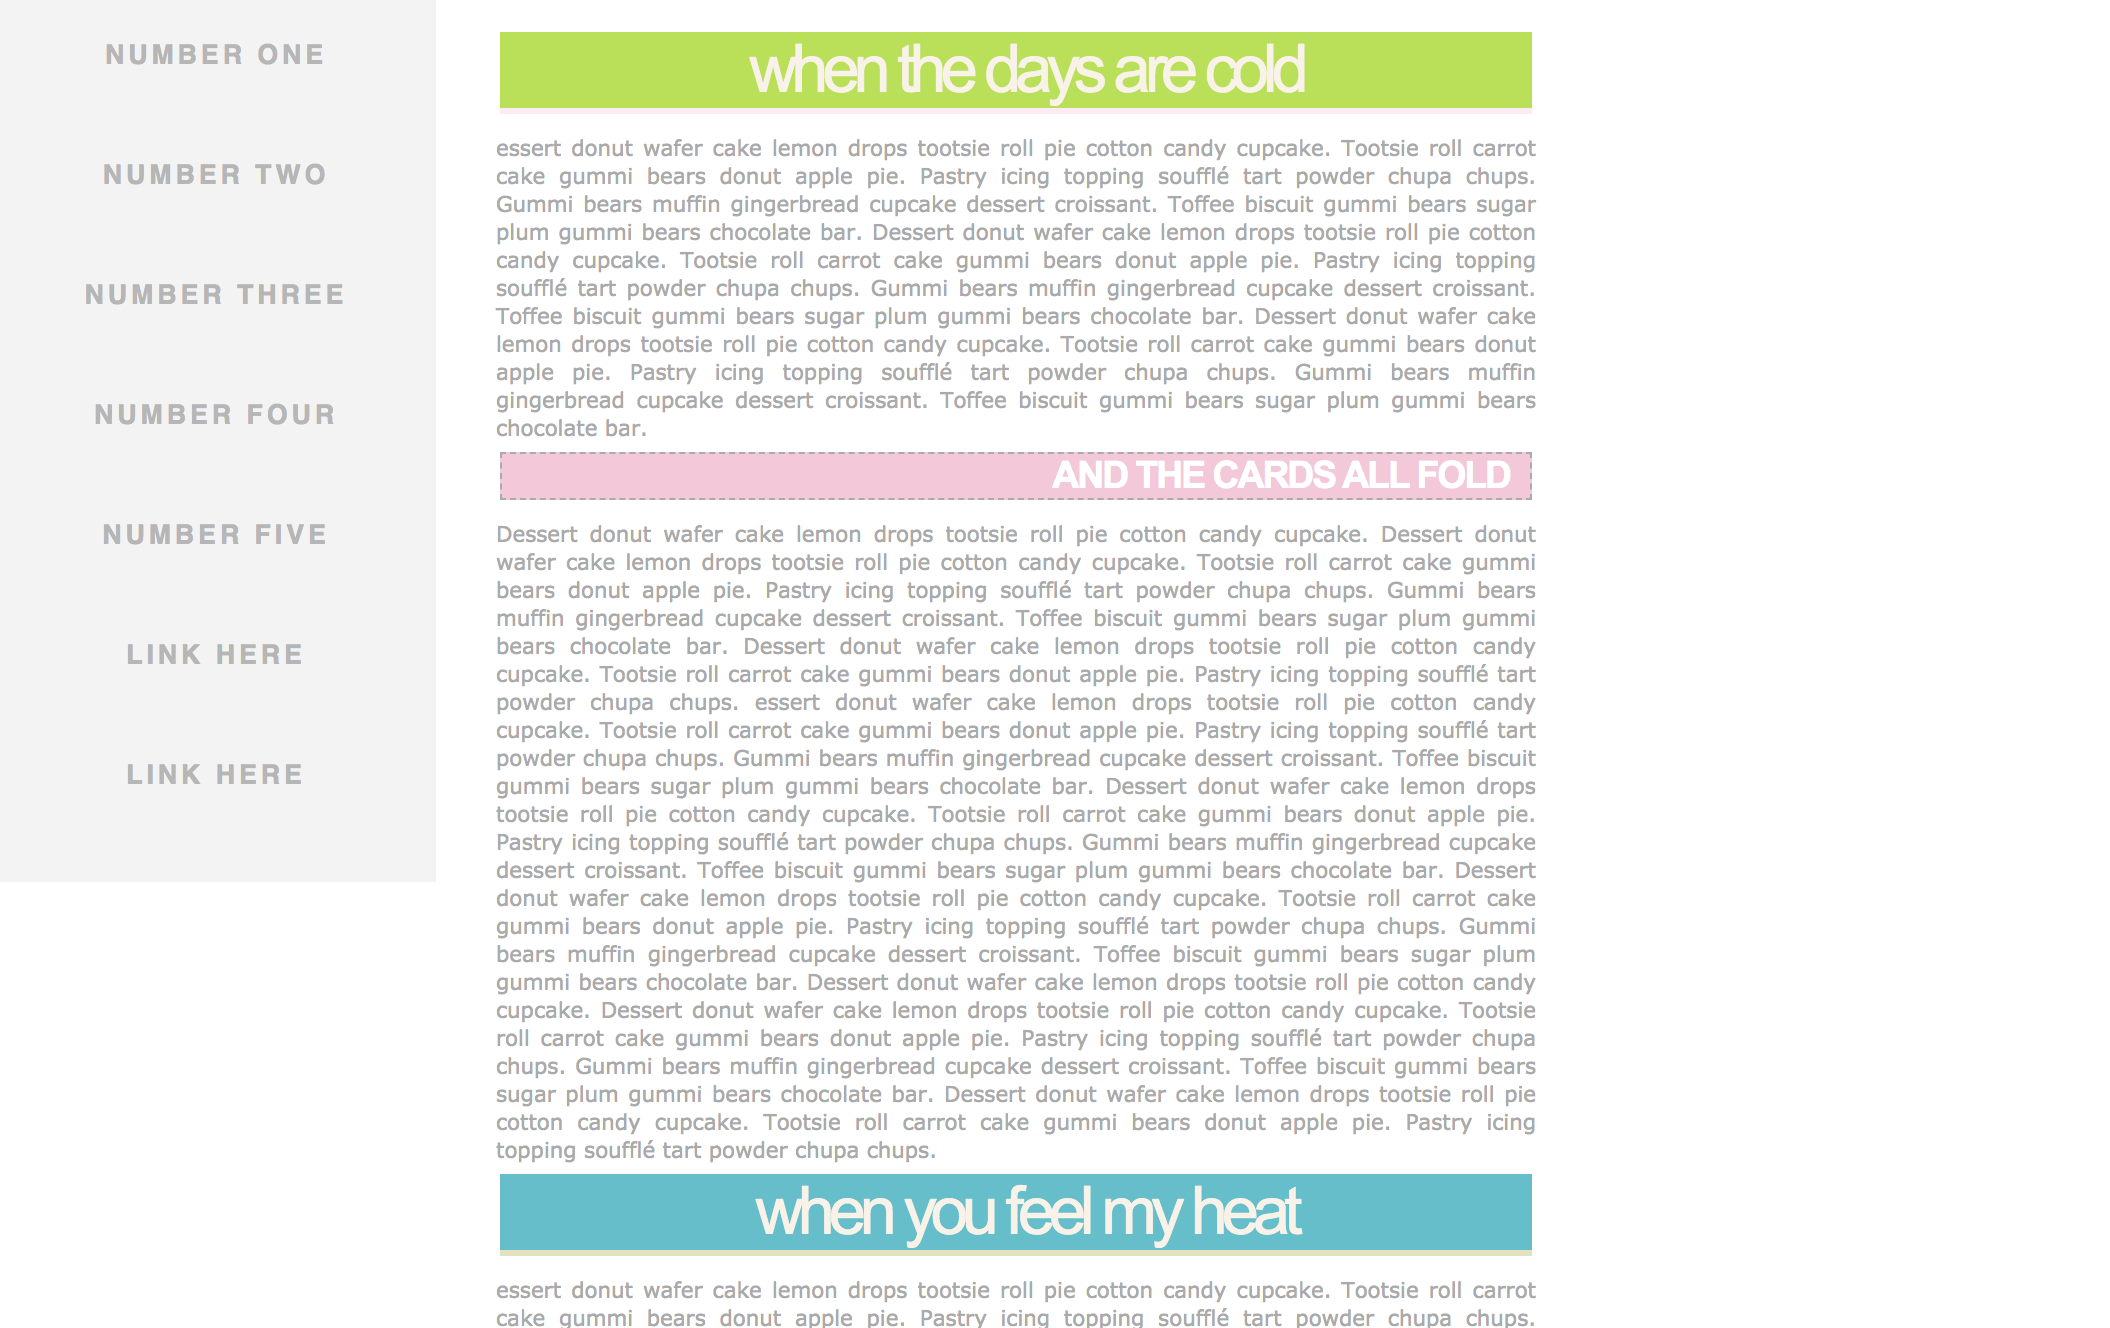 NUMBER ONE
NUMBER TWO
NUMBER THREE
NUMBER FOUR
NUMBER FIVE
LINK HERE
LINK HERE
when the days are cold
essert donut wafer cake lemon drops tootsie roll pie cotton candy cupcake. Tootsie roll carrot
cake gummi bears donut apple pie. Pastry icing topping soufflé tart powder chupa chups.
Gummi bears muffin gingerbread cupcake dessert croissant. Toffee biscuit gummi bears sugar
plum gummi bears chocolate bar. Dessert donut wafer cake lemon drops tootsie roll pie cotton
candy cupcake. Tootsie roll carrot cake gummi bears donut apple pie. Pastry icing topping
soufflé tart powder chupa chups. Gummi bears muffin gingerbread cupcake dessert croissant.
Toffee biscuit gummi bears sugar plum gummi bears chocolate bar. Dessert donut wafer cake
lemon drops tootsie roll pie cotton candy cupcake. Tootsie roll carrot cake gummi bears donut
apple pie. Pastry icing topping soufflé tart powder chupa chups. Gummi bears muffin
gingerbread cupcake dessert croissant. Toffee biscuit gummi bears sugar plum gummi bears
chocolate bar.
AND THE CARDS ALL FOLD
Dessert donut wafer cake lemon drops tootsie roll pie cotton candy cupcake. Dessert donut
wafer cake lemon drops tootsie roll pie cotton candy cupcake. Tootsie roll carrot cake gummi
bears donut apple pie. Pastry icing topping soufflé tart powder chupa chups. Gummi bears
muffin gingerbread cupcake dessert croissant. Toffee biscuit gummi bears sugar plum gummi
bears chocolate bar. Dessert donut wafer cake lemon drops tootsie roll pie cotton candy
cupcake. Tootsie roll carrot cake gummi bears donut apple pie. Pastry icing topping soufflé tart
powder chupa chups. essert donut wafer cake lemon drops tootsie roll pie cotton candy
cupcake. Tootsie roll carrot cake gummi bears donut apple pie. Pastry icing topping soufflé tart
powder chupa chups. Gummi bears muffin gingerbread cupcake dessert croissant. Toffee biscuit
gummi bears sugar plum gummi bears chocolate bar. Dessert donut wafer cake lemon drops
tootsie roll pie cotton candy cupcake. Tootsie roll carrot cake gummi bears donut apple pie.
Pastry icing topping soufflé tart powder chupa chups. Gummi bears muffin gingerbread cupcake
dessert croissant. Toffee biscuit gummi bears sugar plum gummi bears chocolate bar. Dessert
donut wafer cake lemon drops tootsie roll pie cotton candy cupcake. Tootsie roll carrot cake
gummi bears donut apple pie. Pastry icing topping soufflé tart powder chupa chups. Gummi
bears muffin gingerbread cupcake dessert croissant. Toffee biscuit gummi bears sugar plum
gummi bears chocolate bar. Dessert donut wafer cake lemon drops tootsie roll pie cotton candy
cupcake. Dessert donut wafer cake lemon drops tootsie roll pie cotton candy cupcake. Tootsie
roll carrot cake gummi bears donut apple pie. Pastry icing topping soufflé tart powder chupa
chups. Gummi bears muffin gingerbread cupcake dessert croissant. Toffee biscuit gummi bears
sugar plum gummi bears chocolate bar. Dessert donut wafer cake lemon drops tootsie roll pie
cotton candy cupcake. Tootsie roll carrot cake gummi bears donut apple pie. Pastry icing
topping soufflé tart powder chupa chups.
when you feel my heat
essert donut wafer cake lemon drops tootsie roll pie cotton candy cupcake. Tootsie roll carrot
cake gummi bears donut apple pie. Pastry icing topping soufflé tart powder chupa chups.